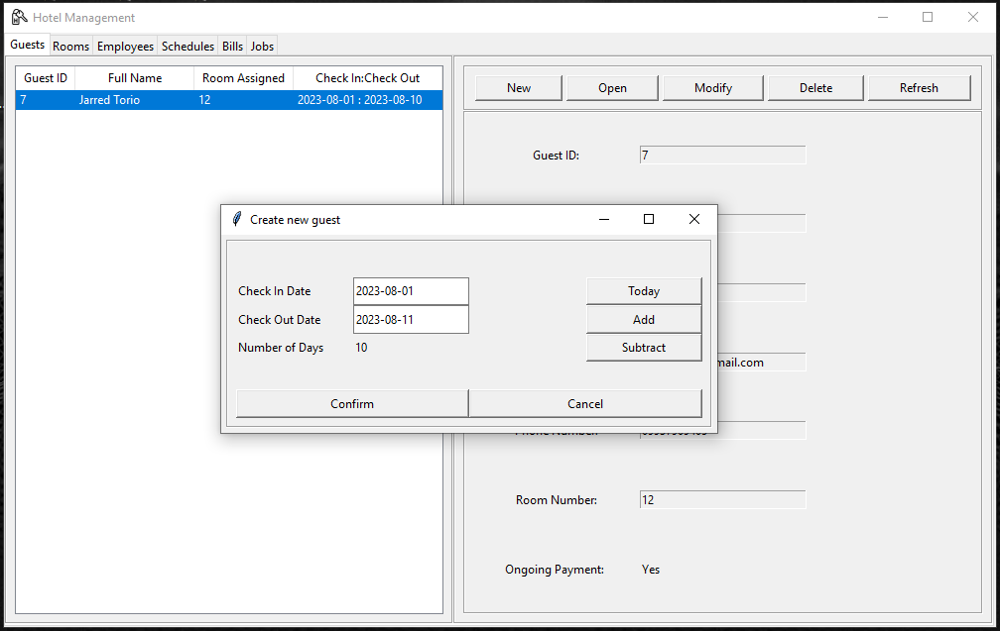 Hotel Management
Guests Rooms Employees Schedules Bills Jobs
Guest ID Full Name Room Assigned Check In:Check Out
7 Jarred Torio 12 2023-08-01 : 2023-08-10
New Open Modify Delete Refresh
Guest ID: 7
Create new guest
Check In Date 2023-08-01 Today
Check Out Date 2023-08-11 Add
Number of Days 10 Subtract
Confirm Cancel
mail.com
Phone Number:
Room Number: 12
Ongoing Payment: Yes